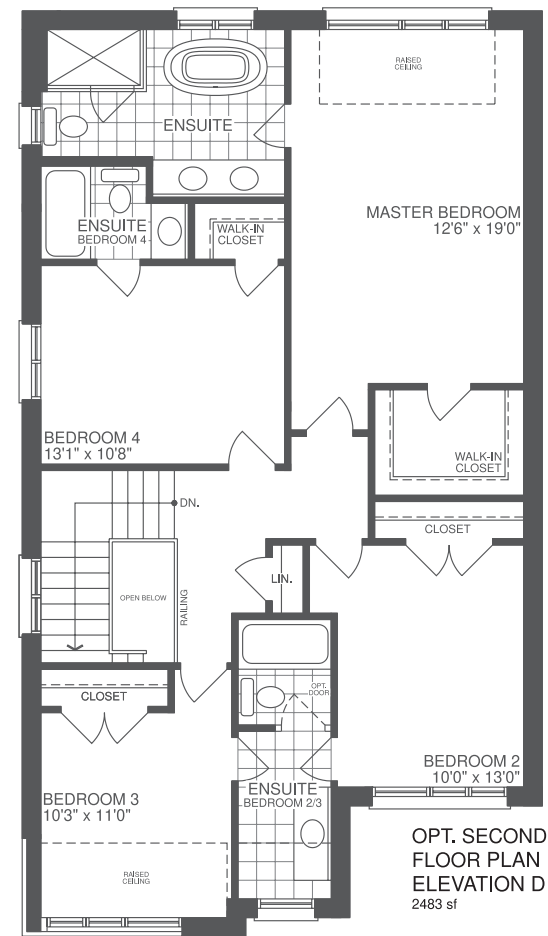 RAISED
CEILING
ENSUITE
MASTER BEDROOM
12'6" x 19'0"
ENSUITE
BEDROOM 4
WALK-IN
CLOSET
BEDROOM 4
13'1" x 10'8"
WALK-IN
CLOSET
DN.
CLOSET
LIN.
OPEN BELOW
RAILING
CLOSET
OPT.
DOOR
BEDROOM 2
10'0" x 13'0"
ENSUITE
BEDROOM 2/3
BEDROOM 3
10'3" x 11'0"
RAISED
CEILING
OPT. SECOND
FLOOR PLAN
ELEVATION D
2483 sf